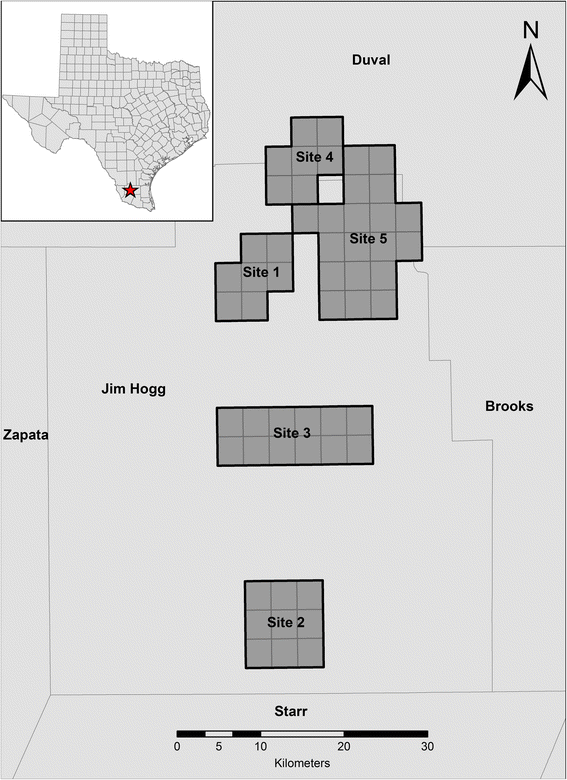 Duval
N
Site 4
Site 5
Site 1
Jim Hogg
Brooks
Zapata
Site 3
Site 2
Starr
0 5 10 20 30
Kilometers